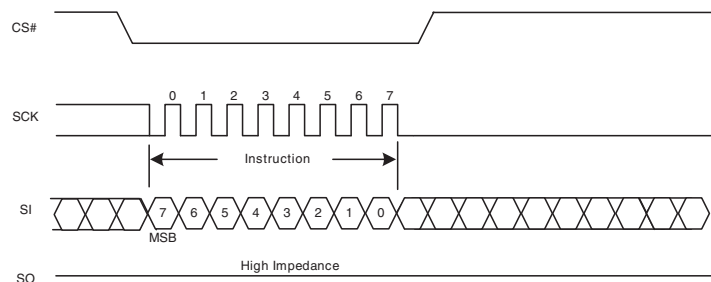 CS#
0 1 2 3 4 5 6 7
SCK
Instruction
SI
7 6 5 4 3 2 1 0
MSB
High Impedance
SO